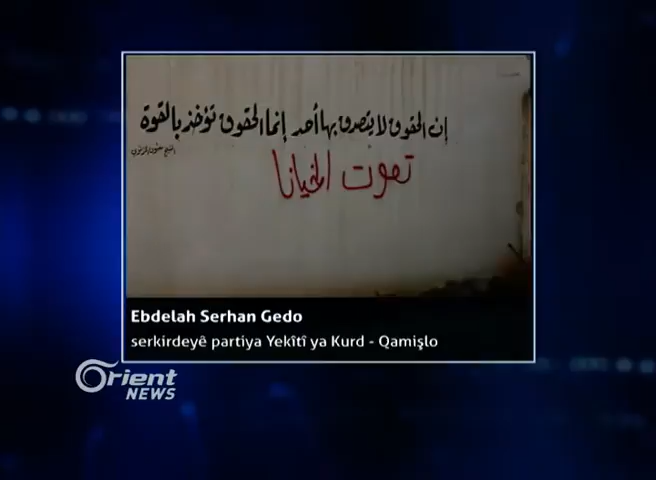 إن الحقوق لا يتصدق بها أحد إنما الحقوق تؤخذ بالقوة
تموت الخيانا
Ebdelah Serhan Gedo
serkirdeyê partiya Yekîtî ya Kurd - Qamişlo
Orient
NEWS